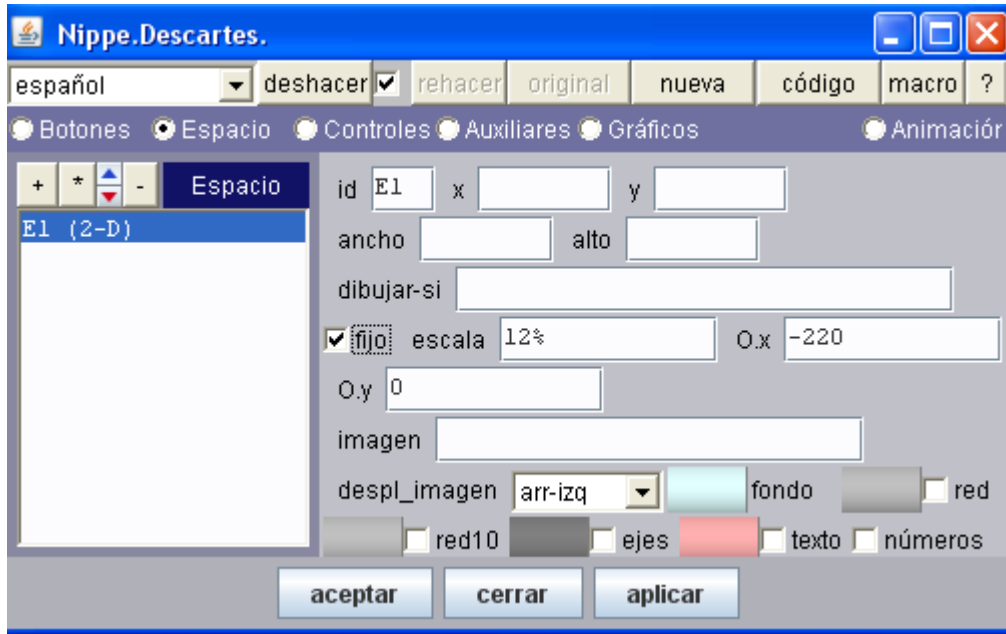 Nippe.Descartes.
español deshacer rehacer original nueva código macro ?
Botones Espacio Controles Auxiliares Gráficos Animación
+ * - Espacio
E1 (2-D)
id E1 x y
ancho alto
dibujar-si
fijo escala 12% O.x -220
O.y 0
imagen
despl_imagen arr-izq fondo red
red10 ejes texto números
aceptar cerrar aplicar